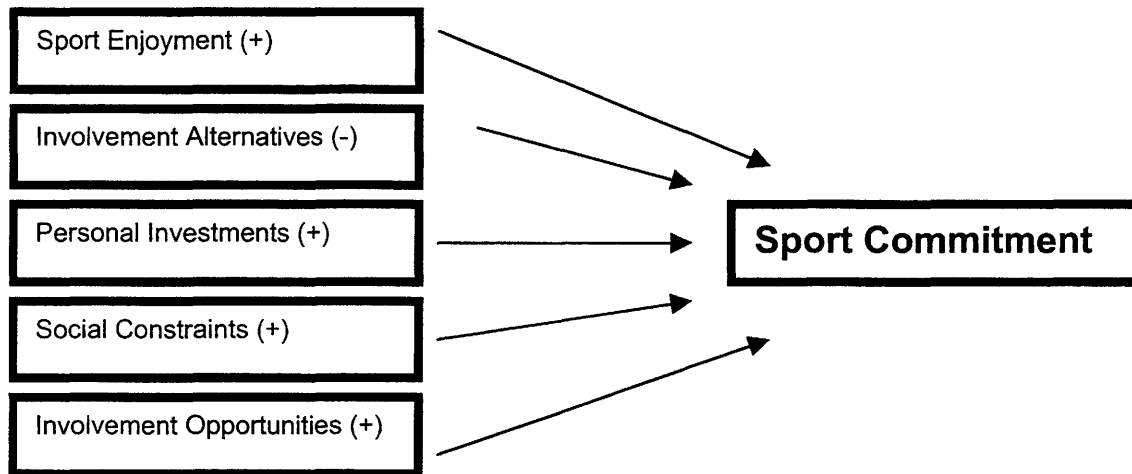 Sport Enjoyment (+)
Involvement Alternatives (-)
Personal Investments (+)
Sport Commitment
Social Constraints (+)
Involvement Opportunities (+)